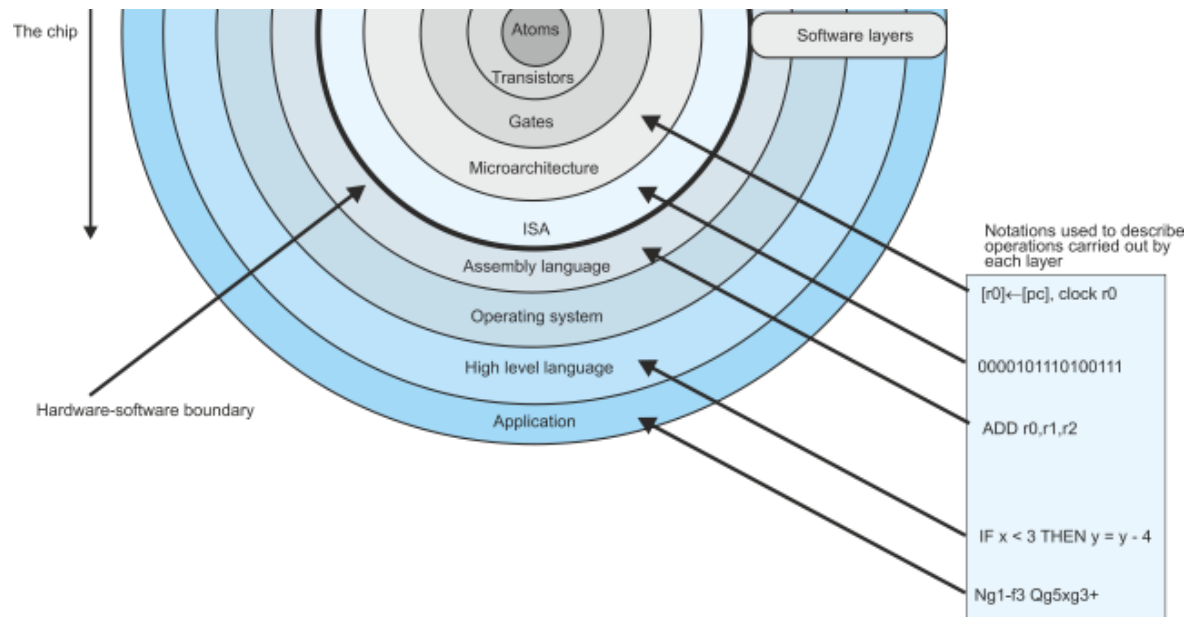 The chip
Atoms
Software layers
Transistors
Gates
Microarchitecture
ISA
Assembly language
Operating system
High level language
Application
Hardware-software boundary
Notations used to describe
operations carried out by
each layer
[r0]←[pc], clock r0
0000101110100111
ADD r0,r1,r2
IF x < 3 THEN y = y - 4
Ng1-f3 Qg5xg3+